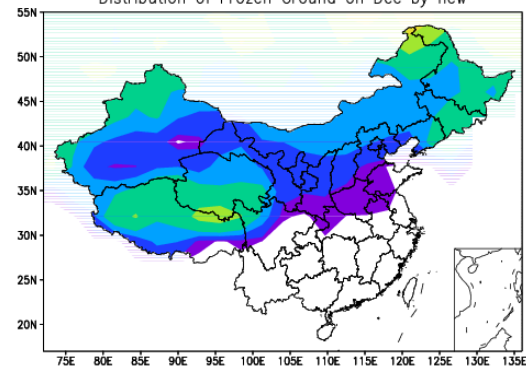 Distribution of Frozen Ground on Dec by new
55N
50N
45N
40N
35N
30N
25N
20N
75E 80E 85E 90E 95E 100E 105E 110E 115E 120E 125E 130E 135E